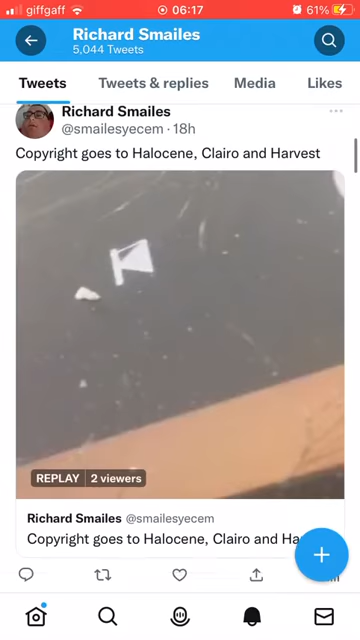 giffgaff
06:17
61%
Richard Smailes
5,044 Tweets
Tweets
Tweets & replies
Media
Likes
Richard Smailes
@smailesyecem · 18h
Copyright goes to Halocene, Clairo and Harvest
REPLAY 2 viewers
Richard Smailes @smailesyecem
Copyright goes to Halocene, Clairo and Ha